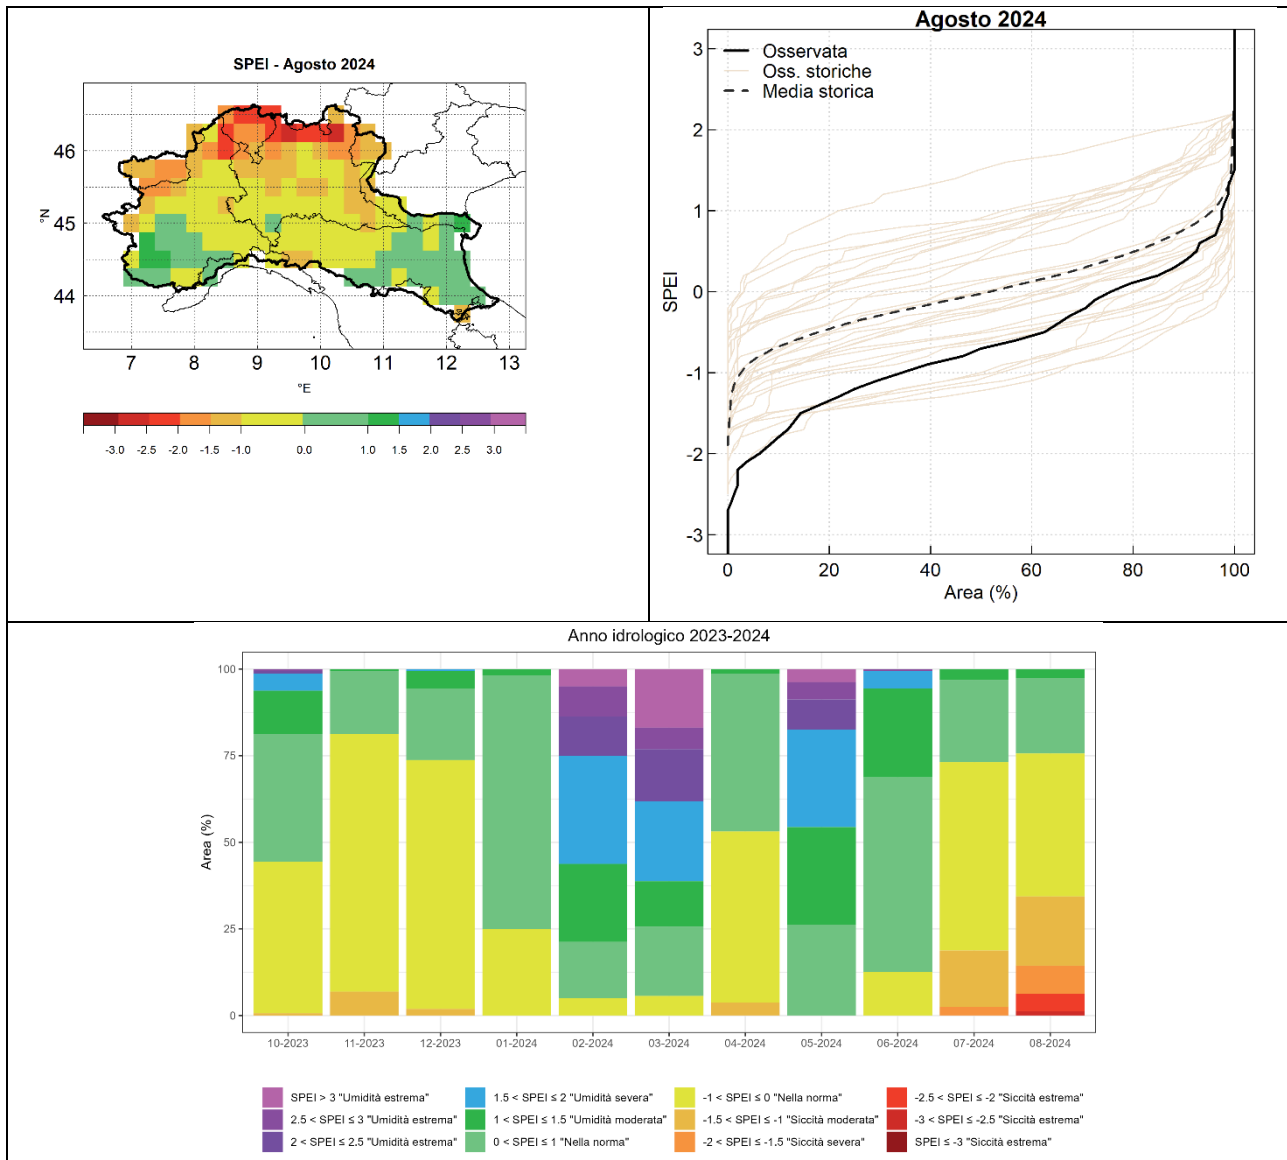 SPEI - Agosto 2024
46
45
44
°N
7 8 9 10 11 12 13
°E
-3.0 -2.5 -2.0 -1.5 -1.0 0.0 1.0 1.5 2.0 2.5 3.0
Agosto 2024
Osservata
Oss. storiche
Media storica
3
2
1
0
-1
-2
-3
SPEI
0 20 40 60 80 100
Area (%)
Anno idrologico 2023-2024
100
75
50
25
0
Area (%)
10-2023 11-2023 12-2023 01-2024 02-2024 03-2024 04-2024 05-2024 06-2024 07-2024 08-2024
SPEI > 3 "Umidità estrema" 1.5 < SPEI ≤ 2 "Umidità severa" -1 < SPEI ≤ 0 "Nella norma" -2.5 < SPEI ≤ -2 "Siccità estrema"
2.5 < SPEI ≤ 3 "Umidità estrema" 1 < SPEI ≤ 1.5 "Umidità moderata" -1.5 < SPEI ≤ -1 "Siccità moderata" -3 < SPEI ≤ -2.5 "Siccità estrema"
2 < SPEI ≤ 2.5 "Umidità estrema" 0 < SPEI ≤ 1 "Nella norma" -2 < SPEI ≤ -1.5 "Siccità severa" SPEI ≤ -3 "Siccità estrema"